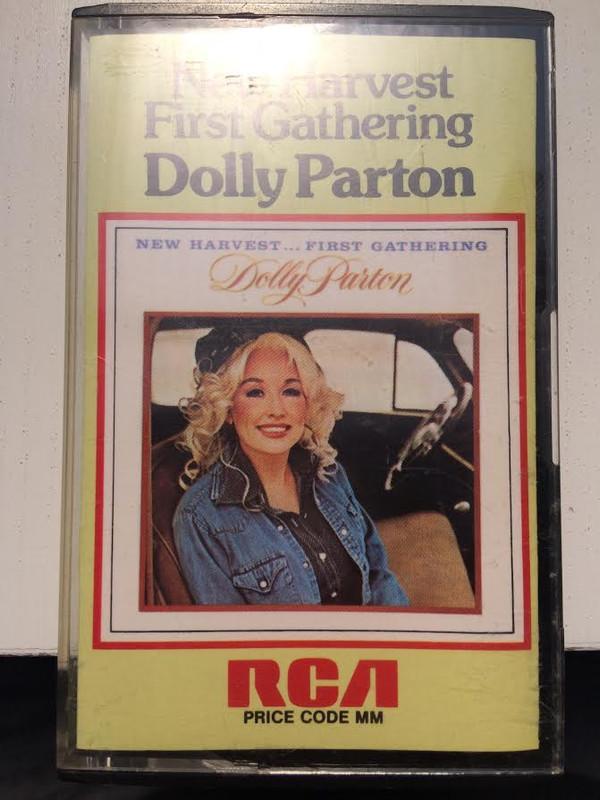 New Harvest
First Gathering
Dolly Parton
NEW HARVEST... FIRST GATHERING
Dolly Parton
RCA
PRICE CODE MM